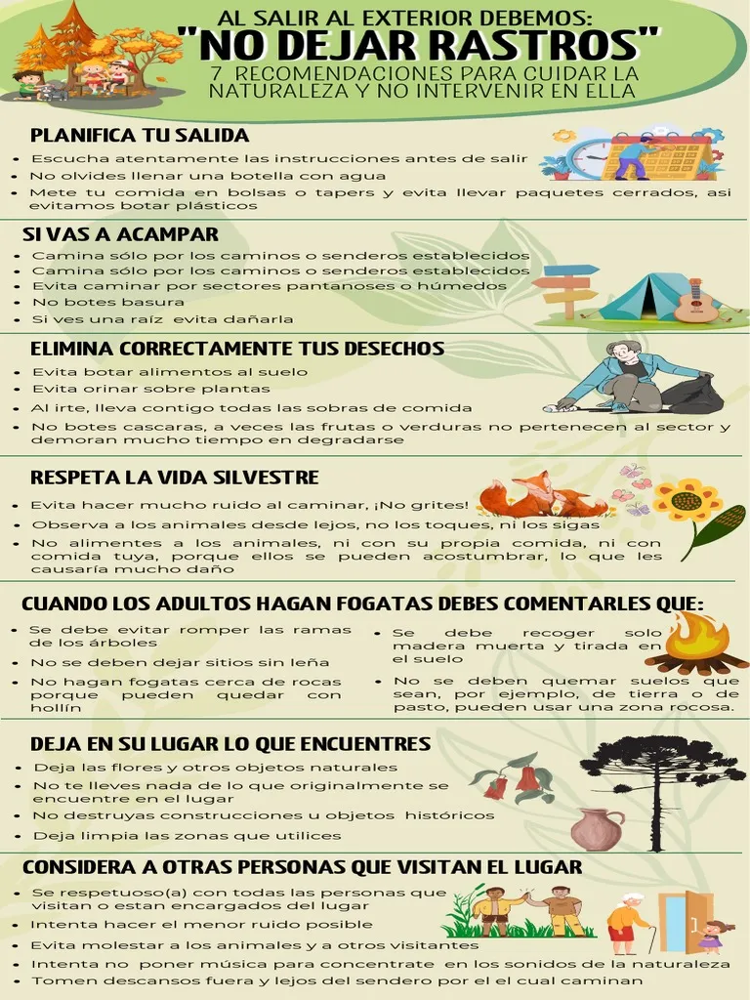 AL SALIR AL EXTERIOR DEBEMOS:
"NO DEJAR RASTROS"
7 RECOMENDACIONES PARA CUIDAR LA
NATURALEZA Y NO INTERVENIR EN ELLA
PLANIFICA TU SALIDA
• Escucha atentamente las instrucciones antes de salir
• No olvides llenar una botella con agua
• Mete tu comida en bolsas o tapers y evita llevar paquetes cerrados, asi
evitamos botar plásticos
SI VAS A ACAMPAR
• Camina sólo por los caminos o senderos establecidos
• Camina sólo por los caminos o senderos establecidos
• Evita caminar por sectores pantanoses o húmedos
• No botes basura
• Si ves una raíz evita dañarla
ELIMINA CORRECTAMENTE TUS DESECHOS
• Evita botar alimentos al suelo
• Evita orinar sobre plantas
• Al irte, lleva contigo todas las sobras de comida
• No botes cascaras, a veces las frutas o verduras no pertenecen al sector y
demoran mucho tiempo en degradarse
RESPETA LA VIDA SILVESTRE
• Evita hacer mucho ruido al caminar, ¡No grites!
• Observa a los animales desde lejos, no los toques, ni los sigas
• No alimentes a los animales, ni con su propia comida, ni con
comida tuya, porque ellos se pueden acostumbrar, lo que les
causaría mucho daño
CUANDO LOS ADULTOS HAGAN FOGATAS DEBES COMENTARLES QUE:
• Se debe evitar romper las ramas
de los árboles
• No se deben dejar sitios sin leña
• No hagan fogatas cerca de rocas
porque pueden quedar con
hollín
• Se debe recoger solo
madera muerta y tirada en
el suelo
• No se deben quemar suelos que
sean, por ejemplo, de tierra o de
pasto, pueden usar una zona rocosa.
DEJA EN SU LUGAR LO QUE ENCUENTRES
• Deja las flores y otros objetos naturales
• No te lleves nada de lo que originalmente se
encuentre en el lugar
• No destruyas construcciones u objetos históricos
• Deja limpia las zonas que utilices
CONSIDERA A OTRAS PERSONAS QUE VISITAN EL LUGAR
• Se respetuoso(a) con todas las personas que
visitan o estan encargados del lugar
• Intenta hacer el menor ruido posible
• Evita molestar a los animales y a otros visitantes
• Intenta no poner música para concentrate en los sonidos de la naturaleza
• Tomen descansos fuera y lejos del sendero por el el cual caminan